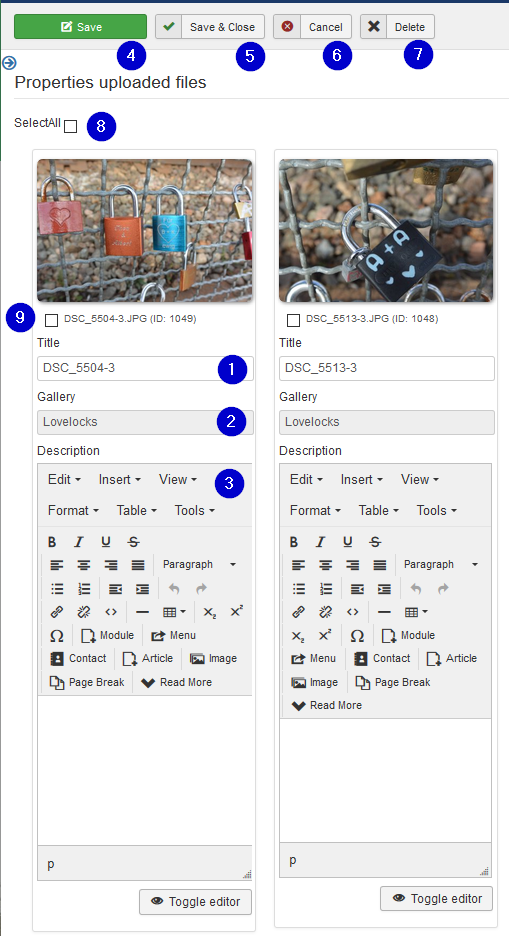 Save Save & Close Cancel Delete
4 5 6 7
Properties uploaded files
SelectAll 8
A+A
9 DSC_5504-3.JPG (ID: 1049) DSC_5513-3.JPG (ID: 1048)
Title Title
DSC_5504-3 1 DSC_5513-3
Gallery Gallery
Lovelocks 2 Lovelocks
Description Description
Edit Insert View 3 Edit Insert View
Format Table Tools Format Table Tools
B I U S B I U S
Paragraph Paragraph
X2 X2
Ω Module X2 X2 Ω Module
Menu Menu Contact Article
Contact Article Image Image Page Break
Page Break Read More Read More
p p
Toggle editor Toggle editor